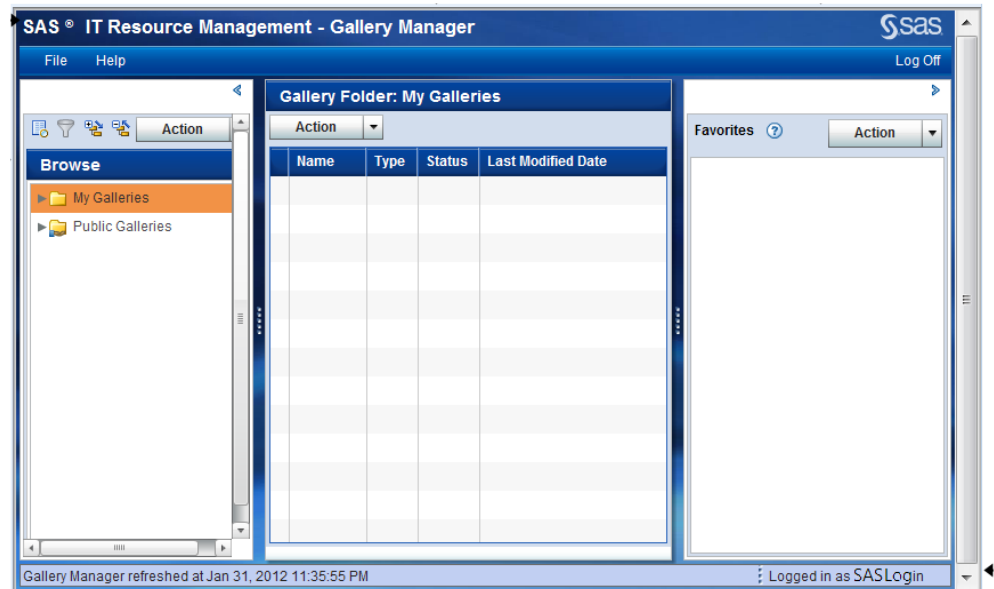 SAS ® IT Resource Management - Gallery Manager
sas
File Help Log Off
Gallery Folder: My Galleries
Action
Action
Favorites ?
Action
Browse
Name Type Status Last Modified Date
My Galleries
Public Galleries
Gallery Manager refreshed at Jan 31, 2012 11:35:55 PM
Logged in as SASLogin